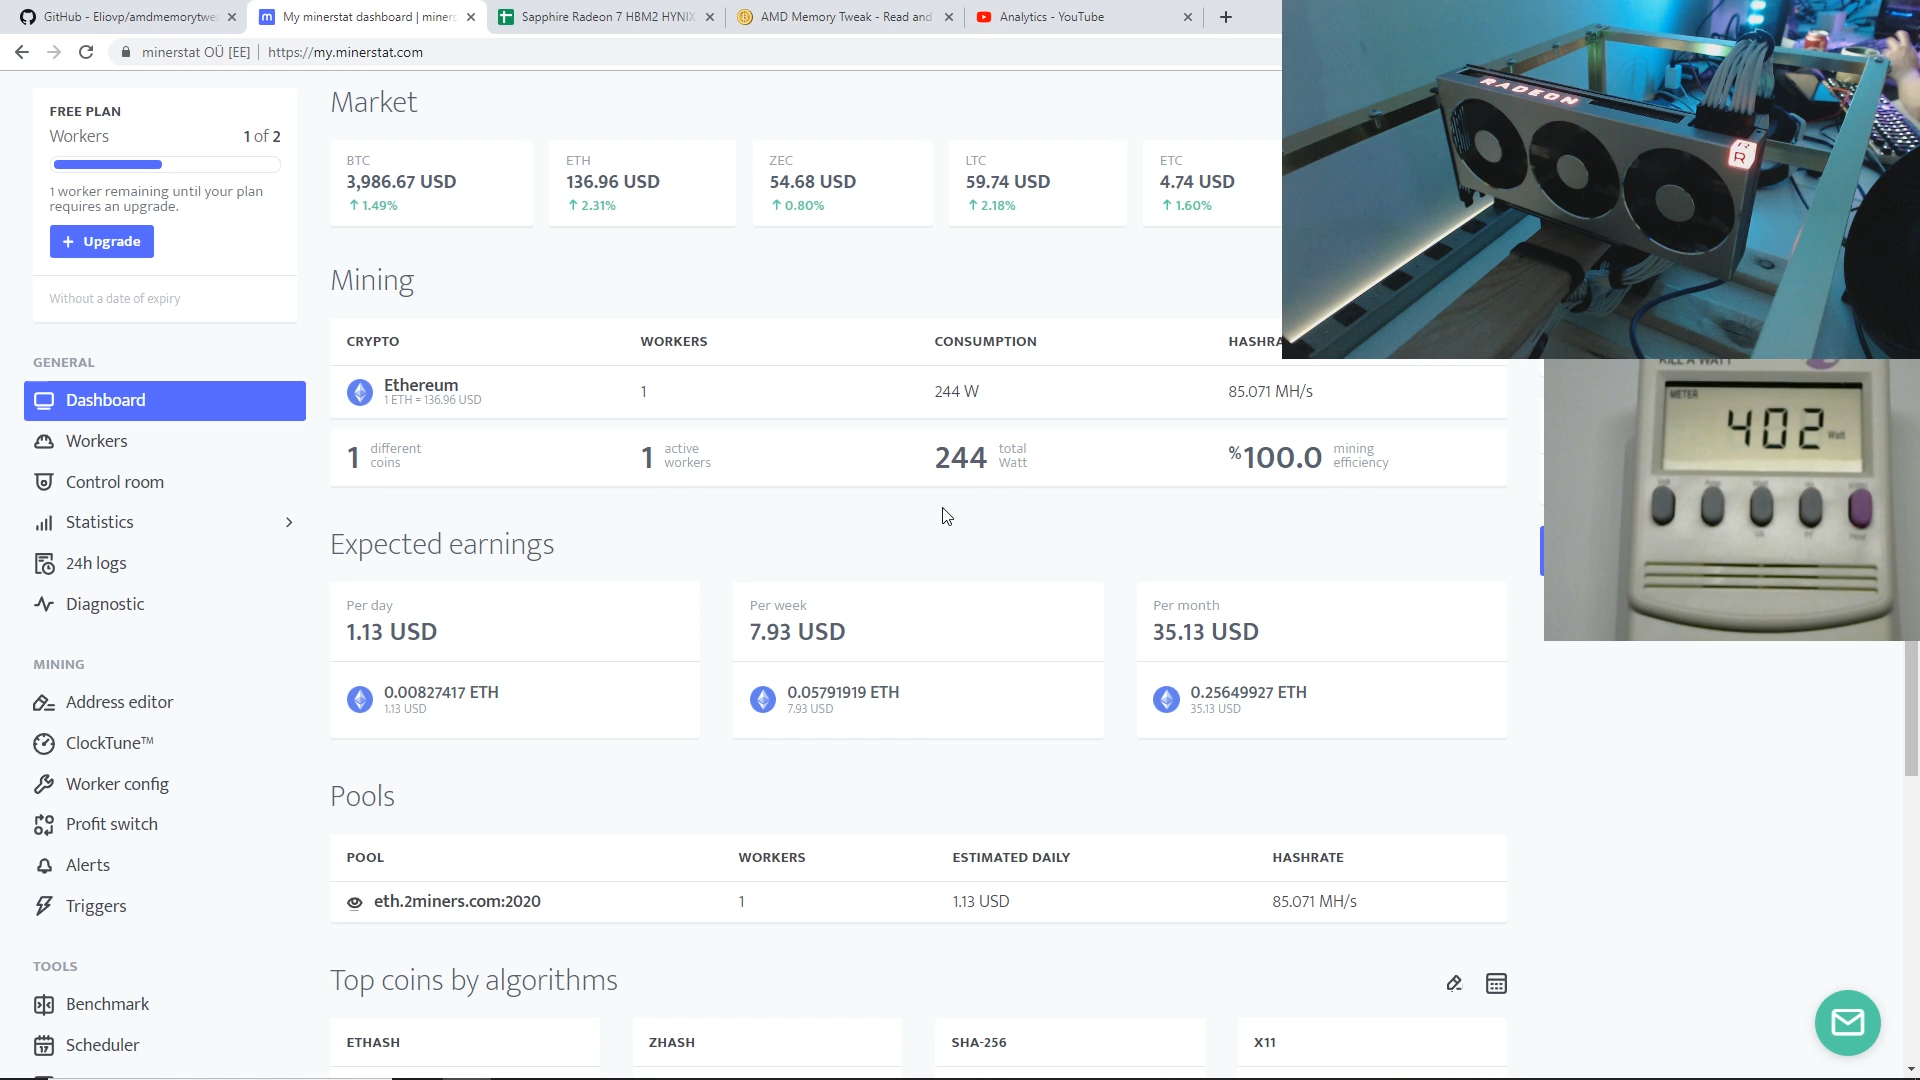 GitHub - Eliovp/amdmemorytwe
My minerstat dashboard | miners
Sapphire Radeon 7 HBM2 HYNIX
AMD Memory Tweak - Read and
Analytics - YouTube
minerstat OÜ [EE]
https://my.minerstat.com
FREE PLAN
Workers 1 of 2
1 worker remaining until your plan
requires an upgrade.
+ Upgrade
Without a date of expiry
GENERAL
Dashboard
Workers
Control room
Statistics
24h logs
Diagnostic
MINING
Address editor
ClockTune™
Worker config
Profit switch
Alerts
Triggers
TOOLS
Benchmark
17 Scheduler
Market
BTC
3,986.67 USD
↑ 1.49%
ETH
136.96 USD
↑ 2.31%
ZEC
54.68 USD
↑ 0.80%
LTC
59.74 USD
↑ 2.18%
ETC
4.74 USD
↑ 1.60%
Mining
CRYPTO WORKERS CONSUMPTION HASHRA
Ethereum 1 244 W 85.071 MH/s
1 ETH = 136.96 USD
1 different coins
1 active workers
244 total Watt
%100.0 mining efficiency
Expected earnings
Per day
1.13 USD
0.00827417 ETH
1.13 USD
Per week
7.93 USD
0.05791919 ETH
7.93 USD
Per month
35.13 USD
0.25649927 ETH
35.13 USD
Pools
POOL WORKERS ESTIMATED DAILY HASHRATE
eth.2miners.com:2020 1 1.13 USD 85.071 MH/s
Top coins by algorithms
ETHASH
ZHASH
SHA-256
X11
RADEON
R
KILL A WATT
METER
402 Watt